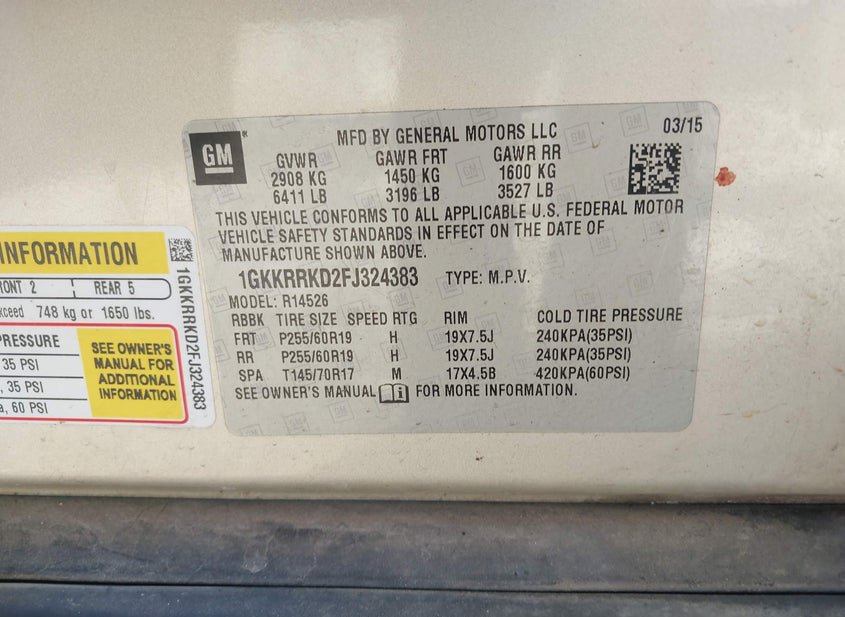 GM
MFD BY GENERAL MOTORS LLC 03/15
GVWR GAWR FRT GAWR RR
2908 KG 1450 KG 1600 KG
6411 LB 3196 LB 3527 LB
THIS VEHICLE CONFORMS TO ALL APPLICABLE U.S. FEDERAL MOTOR
VEHICLE SAFETY STANDARDS IN EFFECT ON THE DATE OF
MANUFACTURE SHOWN ABOVE.
1GKKRRKD2FJ324383 TYPE: M.P.V.
MODEL: R14526
RBBK TIRE SIZE SPEED RTG RIM COLD TIRE PRESSURE
FRT P255/60R19 H 19X7.5J 240KPA(35PSI)
RR P255/60R19 H 19X7.5J 240KPA(35PSI)
SPA T145/70R17 M 17X4.5B 420KPA(60PSI)
SEE OWNER'S MANUAL FOR MORE INFORMATION.
INFORMATION
RONT 2 REAR 5
xceed 748 kg or 1650 lbs.
PRESSURE
35 PSI
, 35 PSI
a, 60 PSI
SEE OWNER'S
MANUAL FOR
ADDITIONAL
INFORMATION
1GKKRRKD2FJ324383